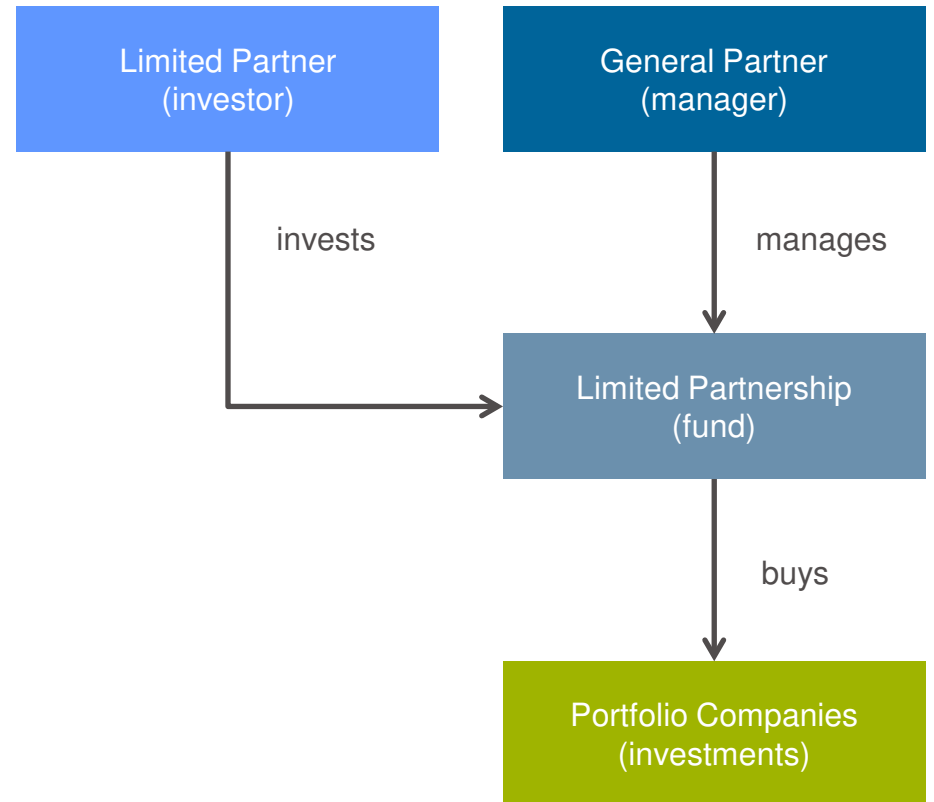 Limited Partner
(investor)
General Partner
(manager)
invests
manages
Limited Partnership
(fund)
buys
Portfolio Companies
(investments)